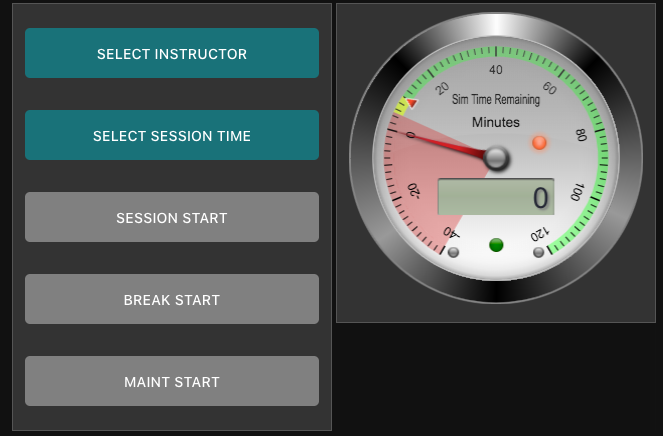 SELECT INSTRUCTOR
SELECT SESSION TIME
SESSION START
BREAK START
MAINT START
-40
-20
0
20
40
60
80
100
120
Sim Time Remaining
Minutes
0